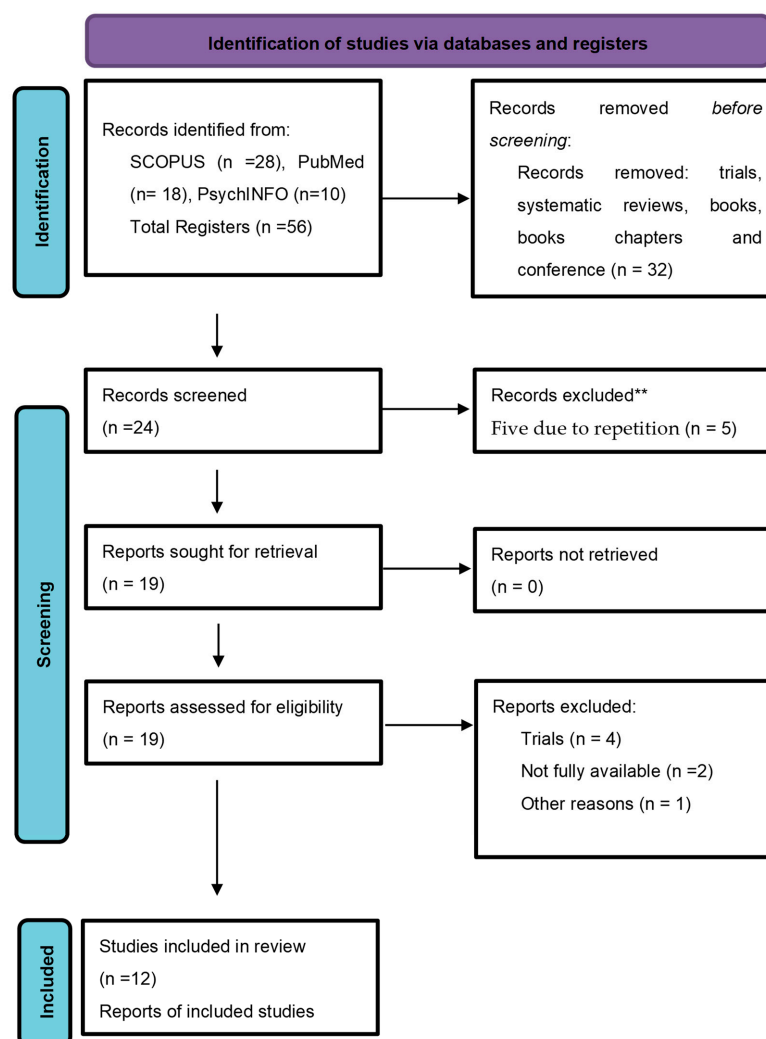 Identification of studies via databases and registers
Identification
Records identified from:
SCOPUS (n =28), PubMed
(n= 18), PsychINFO (n=10)
Total Registers (n =56)
Records removed before
screening:
Records removed: trials,
systematic reviews, books,
books chapters and
conference (n = 32)
Screening
Records screened
(n =24)
Records excluded**
Five due to repetition (n = 5)
Reports sought for retrieval
(n = 19)
Reports not retrieved
(n = 0)
Reports assessed for eligibility
(n = 19)
Reports excluded:
Trials (n = 4)
Not fully available (n =2)
Other reasons (n = 1)
Included
Studies included in review
(n =12)
Reports of included studies